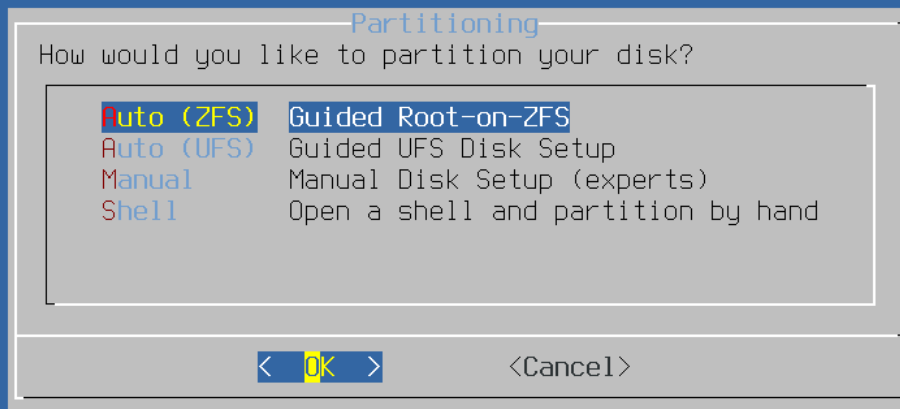 Partitioning
How would you like to partition your disk?
Auto (ZFS) Guided Root-on-ZFS
Auto (UFS) Guided UFS Disk Setup
Manual Manual Disk Setup (experts)
Shell Open a shell and partition by hand
< OK > <Cancel>